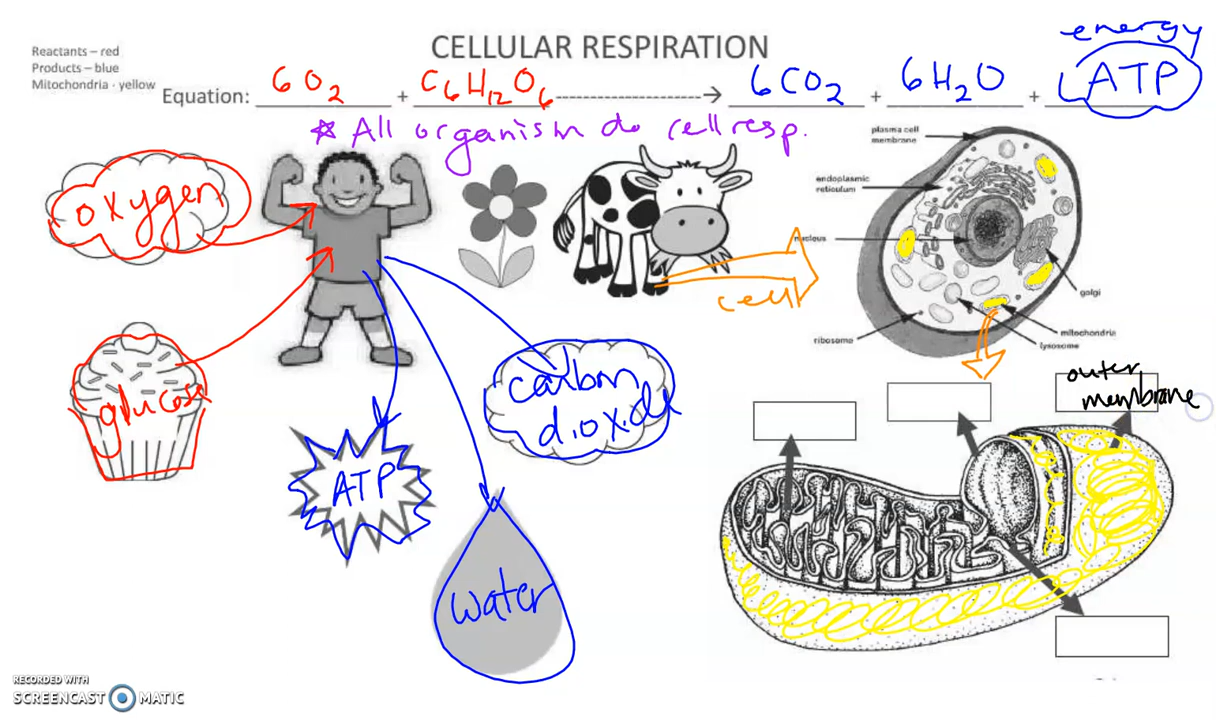 CELLULAR RESPIRATION
energy
Reactants – red
Products – blue
Mitochondria - yellow
Equation: 6 O2 + C6H12O6 → 6CO2 + 6H2O + ATP
* All organism do cell resp.
oxygen
glucose
ATP
water
carbon dioxide
cell
plasma cell
membrane
endoplasmic
reticulum
nucleus
golgi
mitochondria
lysosome
ribosome
outer
membrane
RECORDED WITH
SCREENCAST MATIC